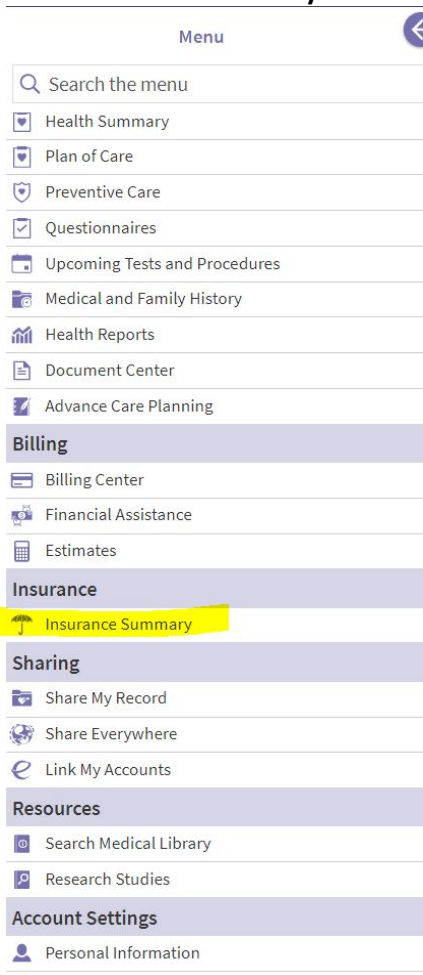 Menu
Search the menu
Health Summary
Plan of Care
Preventive Care
Questionnaires
Upcoming Tests and Procedures
Medical and Family History
Health Reports
Document Center
Advance Care Planning
Billing
Billing Center
Financial Assistance
Estimates
Insurance
Insurance Summary
Sharing
Share My Record
Share Everywhere
Link My Accounts
Resources
Search Medical Library
Research Studies
Account Settings
Personal Information